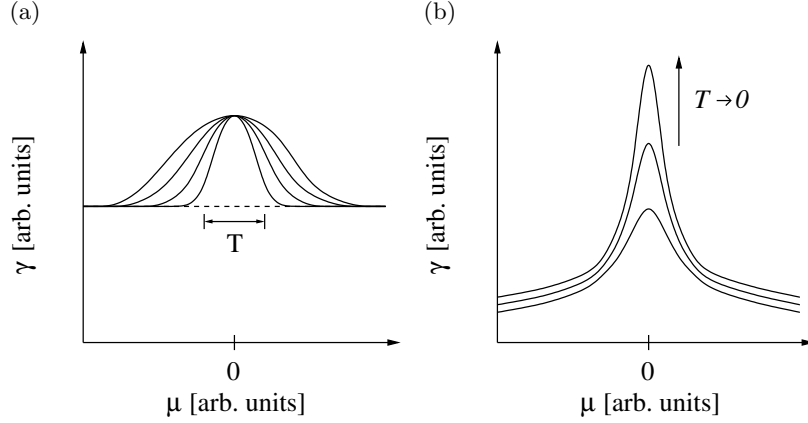 (a)
γ [arb. units]
T
0
μ [arb. units]
(b)
γ [arb. units]
T→0
0
μ [arb. units]